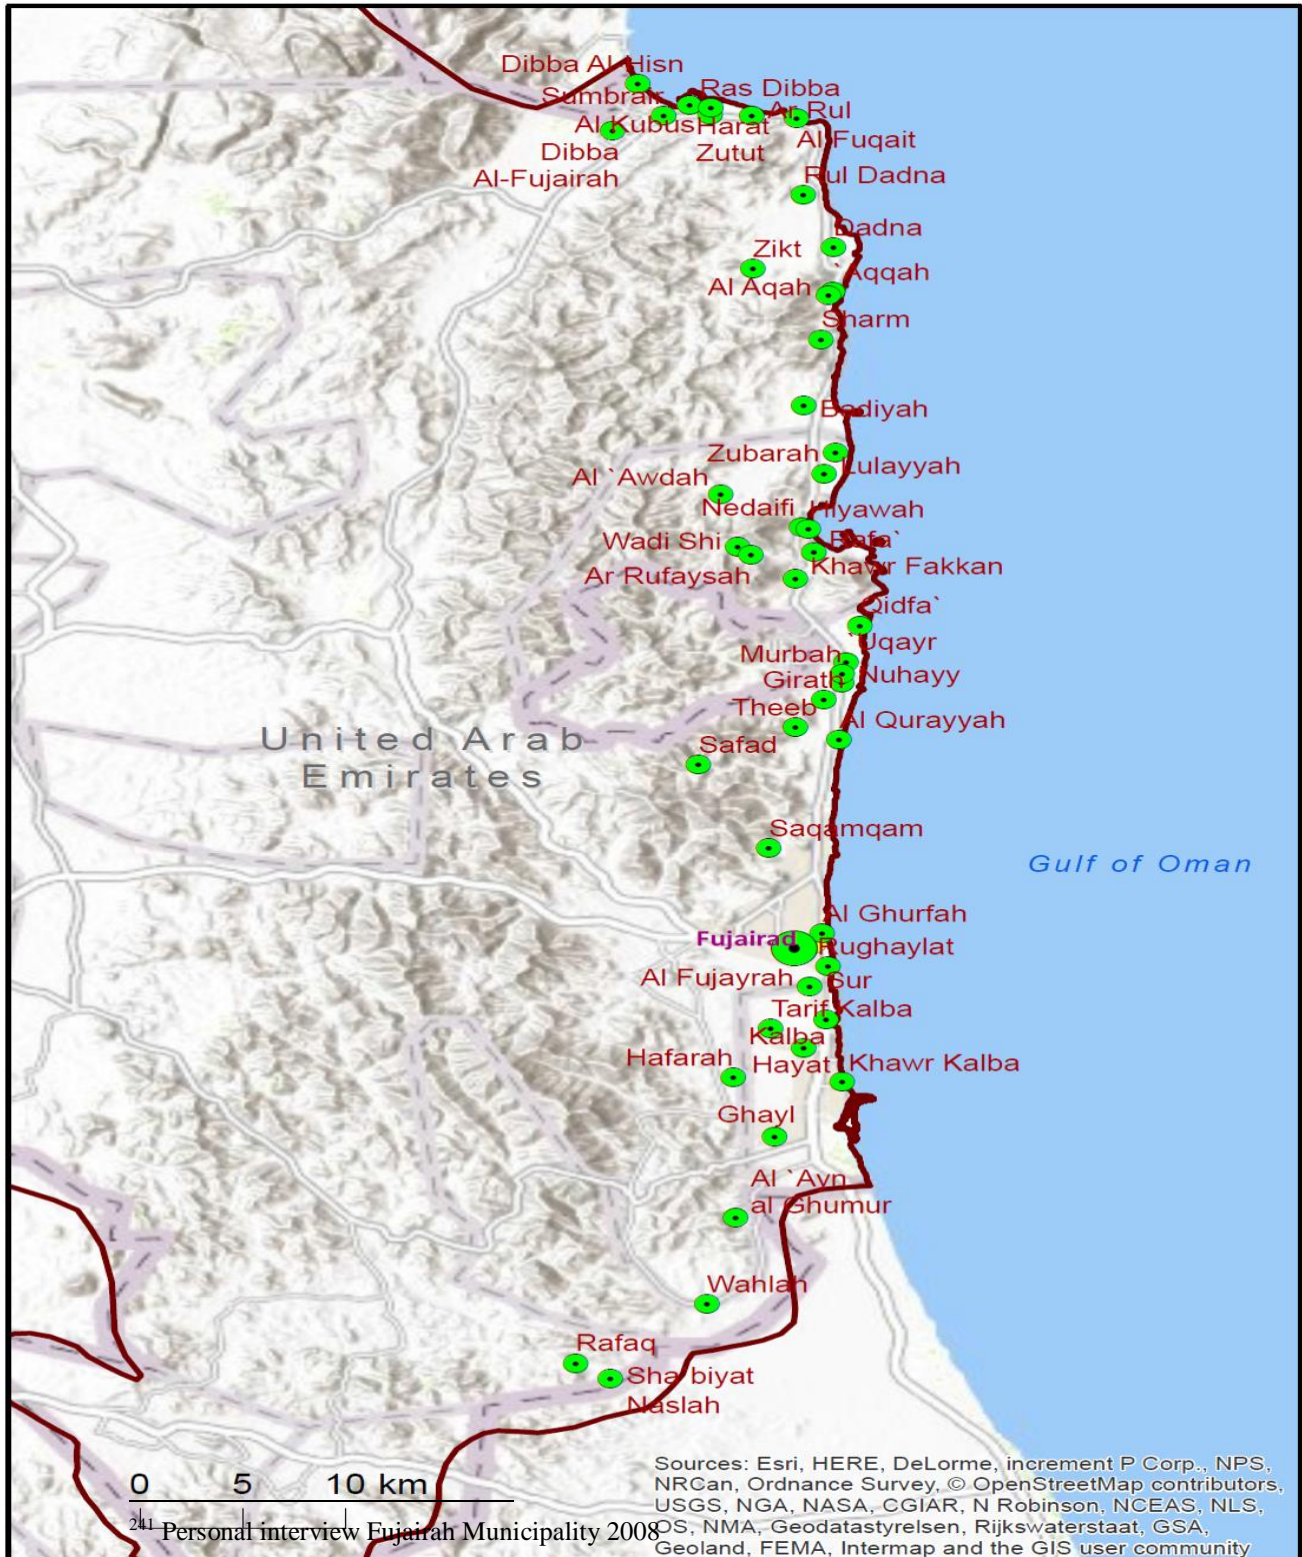 Dibba Al-Hisn
Sumbrair
Ras Dibba
Al Kubus
Harat
Zutut
Ar Rul
Al-Fuqait
Dibba
Al-Fujairah
Rul Dadna
Dadna
Zikt
`Aqqah
Al Aqah
Sharm
Badiyah
Zubarah
Lulayyah
Al `Awdah
Nedaifi
Hlyawah
Wadi Shi
Rafa`
Ar Rufaysah
Khawr Fakkan
Qidfa`
`Uqayr
Murbah
Girath
Nuhayy
Theeb
Al Qurayyah
United Arab
Emirates
Safad
Saqamqam
Gulf of Oman
Al Ghurfah
Fujairad
Rughaylat
Al Fujayrah
Sur
Tarif Kalba
Kalba
Hafarah
Hayat
Khawr Kalba
Ghayl
Al `Ayn
al Ghumur
Wahlah
Rafaq
Sha`biyat
Naslah
0 5 10 km
241 Personal interview Fujairah Municipality 2008
Sources: Esri, HERE, DeLorme, increment P Corp., NPS,
NRCan, Ordnance Survey, © OpenStreetMap contributors,
USGS, NGA, NASA, CGIAR, N Robinson, NCEAS, NLS,
OS, NMA, Geodatastyrelsen, Rijkswaterstaat, GSA,
Geoland, FEMA, Intermap and the GIS user community